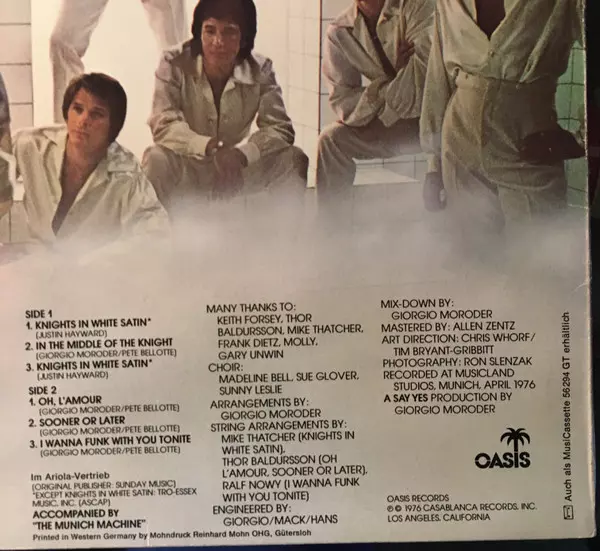 SIDE 1
1. KNIGHTS IN WHITE SATIN*
(JUSTIN HAYWARD)
2. IN THE MIDDLE OF THE KNIGHT
(GIORGIO MORODER/PETE BELLOTTE)
3. KNIGHTS IN WHITE SATIN*
(JUSTIN HAYWARD)
SIDE 2
1. OH, L'AMOUR
(GIORGIO MORODER/PETE BELLOTTE)
2. SOONER OR LATER
(GIORGIO MORODER/PETE BELLOTTE)
3. I WANNA FUNK WITH YOU TONITE
(GIORGIO MORODER/PETE BELLOTTE)
Im Ariola-Vertrieb
(ORIGINAL PUBLISHER: SUNDAY MUSIC)
*EXCEPT KNIGHTS IN WHITE SATIN: TRO-ESSEX
MUSIC, INC. (ASCAP)
ACCOMPANIED BY
"THE MUNICH MACHINE"
Printed in Western Germany by Mohndruck Reinhard Mohn OHG, Gütersloh
MANY THANKS TO:
KEITH FORSEY, THOR
BALDURSSON, MIKE THATCHER,
FRANK DIETZ, MOLLY,
GARY UNWIN
CHOIR:
MADELINE BELL, SUE GLOVER,
SUNNY LESLIE
ARRANGEMENTS BY:
GIORGIO MORODER
STRING ARRANGEMENTS BY:
MIKE THATCHER (KNIGHTS IN
WHITE SATIN),
THOR BALDURSSON (OH
L'AMOUR, SOONER OR LATER),
RALF NOWY (I WANNA FUNK
WITH YOU TONITE)
ENGINEERED BY:
GIORGIO/MACK/HANS
MIX-DOWN BY:
GIORGIO MORODER
MASTERED BY: ALLEN ZENTZ
ART DIRECTION: CHRIS WHORF/
TIM BRYANT-GRIBBITT
PHOTOGRAPHY: RON SLENZAK
RECORDED AT MUSICLAND
STUDIOS, MUNICH, APRIL 1976
A SAY YES PRODUCTION BY
GIORGIO MORODER
OASIS
OASIS RECORDS
℗ © 1976 CASABLANCA RECORDS, INC.
LOS ANGELES, CALIFORNIA
F Auch als MusiCassette 56 294 GT erhältlich